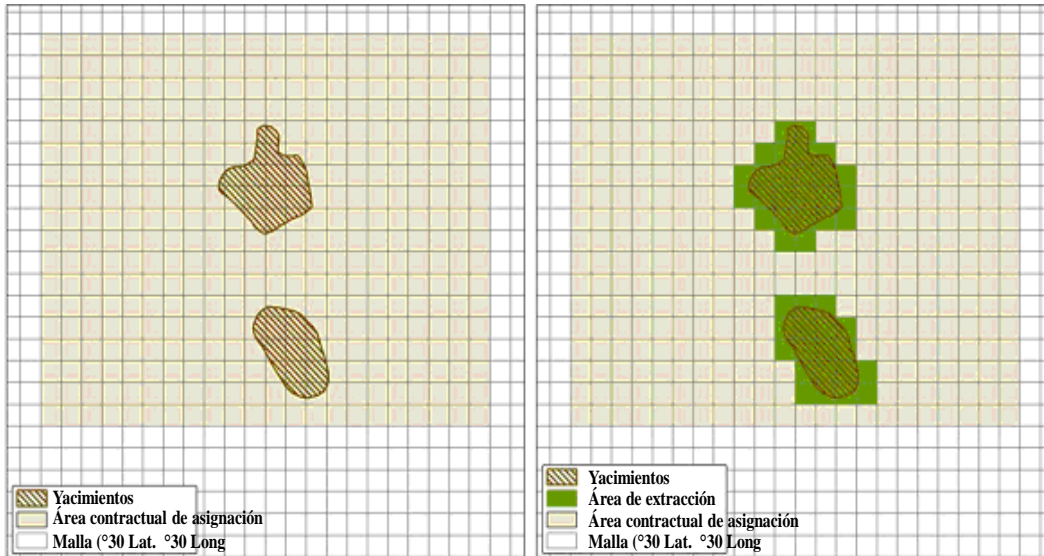 Yacimientos
Área contractual de asignación
Malla (°30 Lat. °30 Long
Yacimientos
Área de extracción
Área contractual de asignación
Malla (°30 Lat. °30 Long